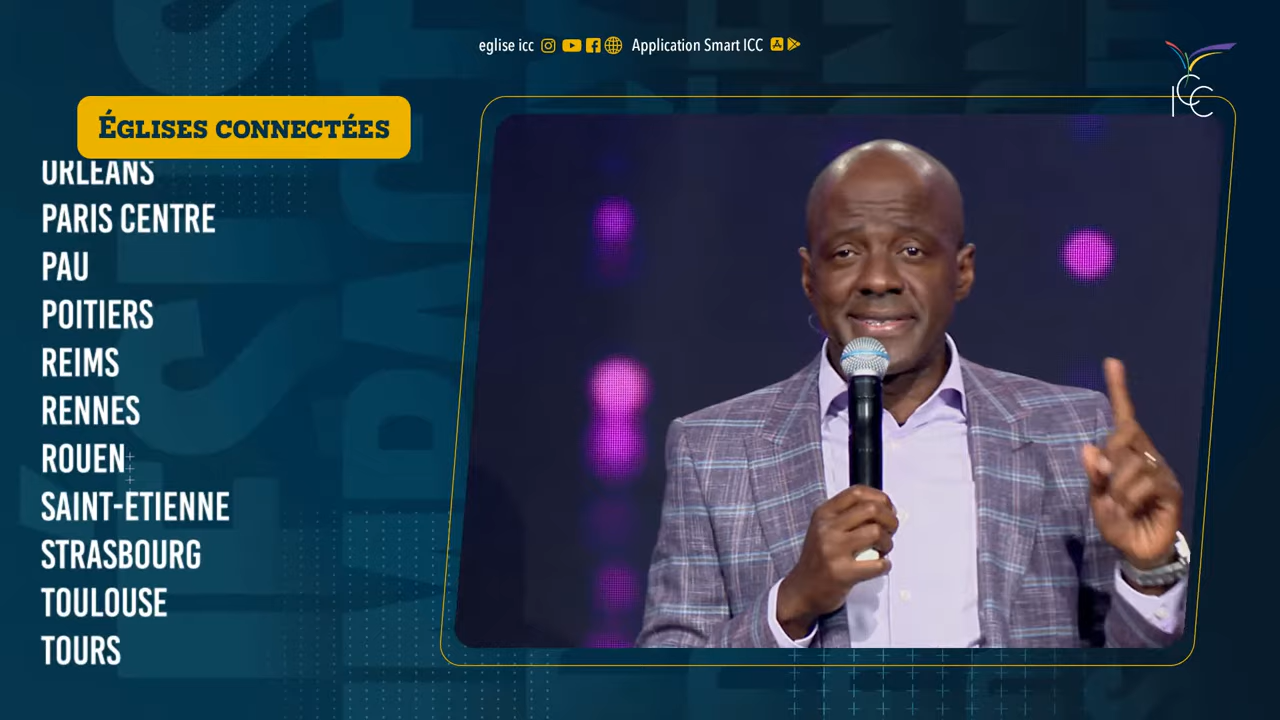 eglise icc Application Smart ICC
ICC
ÉGLISES CONNECTÉES
ORLEANS
PARIS CENTRE
PAU
POITIERS
REIMS
RENNES
ROUEN
SAINT-ETIENNE
STRASBOURG
TOULOUSE
TOURS